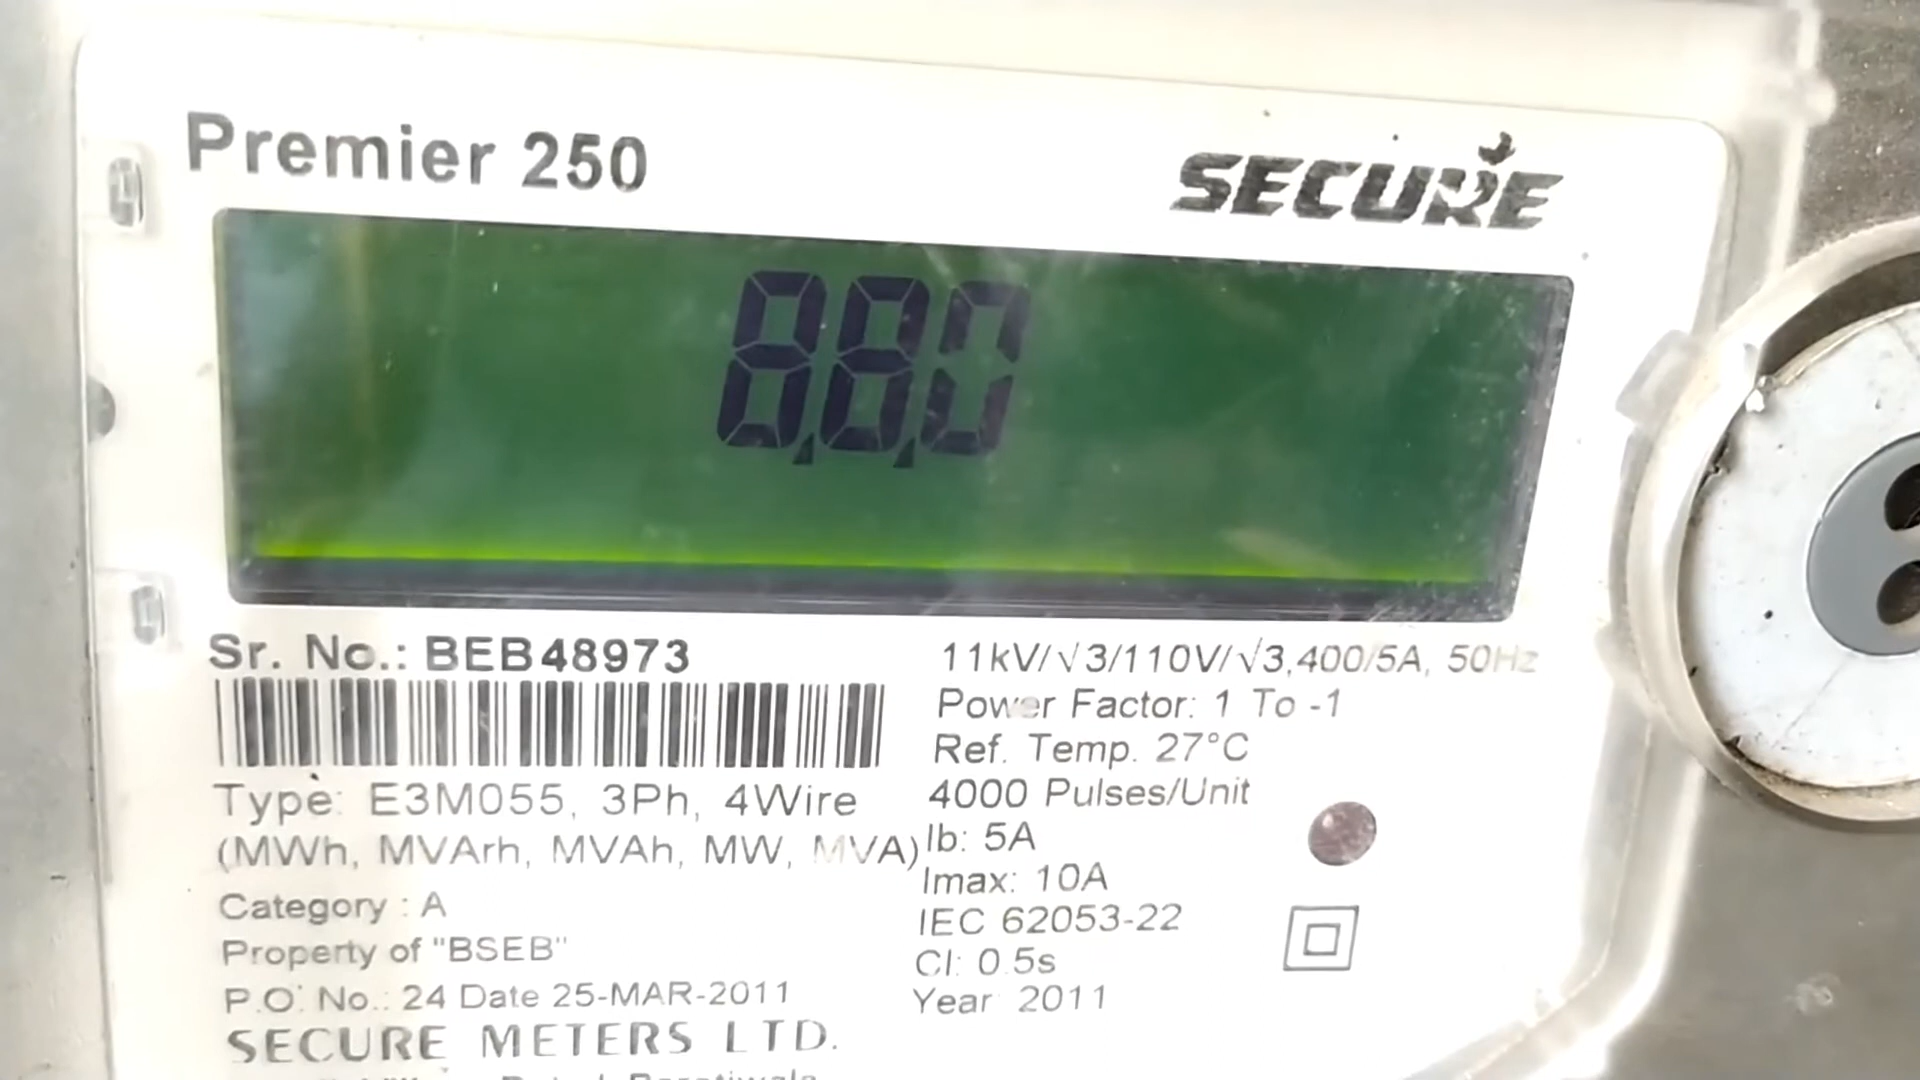 Premier 250
SECURE
8.8.0
Sr. No.: BEB48973
11kV/√3/110V/√3,400/5A, 50Hz
Power Factor: 1 To -1
Ref. Temp. 27°C
Type: E3M055, 3Ph, 4Wire
4000 Pulses/Unit
(MWh, MVArh, MVAh, MW, MVA)
Ib: 5A
Imax: 10A
Category : A
IEC 62053-22
Property of "BSEB"
Cl: 0.5s
P.O. No.: 24 Date 25-MAR-2011
Year 2011
SECURE METERS LTD.